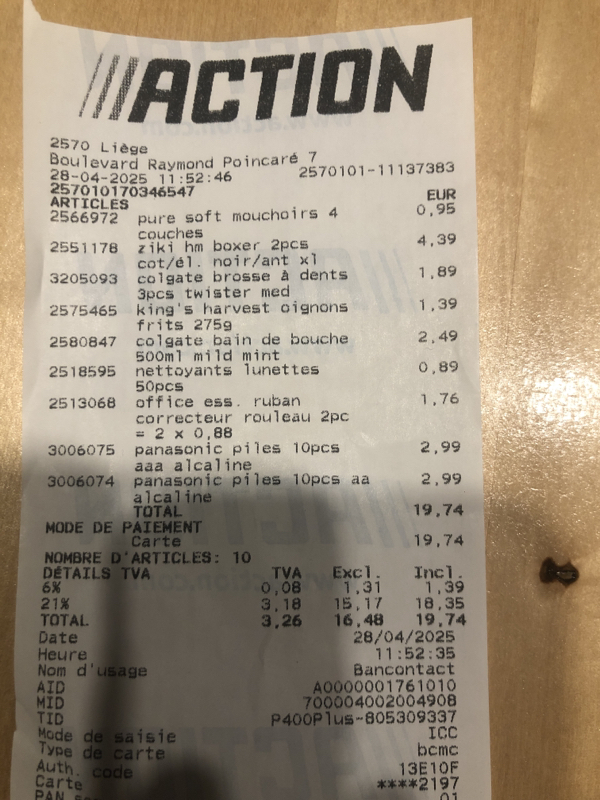 ACTION
2570 Liège
Boulevard Raymond Poincaré 7
28-04-2025 11:52:46 2570101-11137383
257010170346547
ARTICLES EUR
2566972 pure soft mouchoirs 4 0,95
couches
2551178 ziki hm boxer 2pcs 4,39
cot/él. noir/ant xl
3205093 colgate brosse à dents 1,89
3pcs twister med
2575465 king's harvest oignons 1,39
frits 275g
2580847 colgate bain de bouche 2,49
500ml mild mint
2518595 nettoyants lunettes 0,89
50pcs
2513068 office ess. ruban 1,76
correcteur rouleau 2pc
= 2 x 0,88
3006075 panasonic piles 10pcs 2,99
aaa alcaline
3006074 panasonic piles 10pcs aa 2,99
alcaline
TOTAL 19,74
MODE DE PAIEMENT
Carte 19,74
NOMBRE D'ARTICLES: 10
DÉTAILS TVA TVA Excl. Incl.
6% 0,08 1,31 1,39
21% 3,18 15,17 18,35
TOTAL 3,26 16,48 19,74
Date 28/04/2025
Heure 11:52:35
Nom d'usage Bancontact
AID A0000001761010
MID 700004002004908
TID P400Plus-805309337
Mode de saisie ICC
Type de carte bcmc
Auth. code 13E10F
Carte ****2197
PAN 01